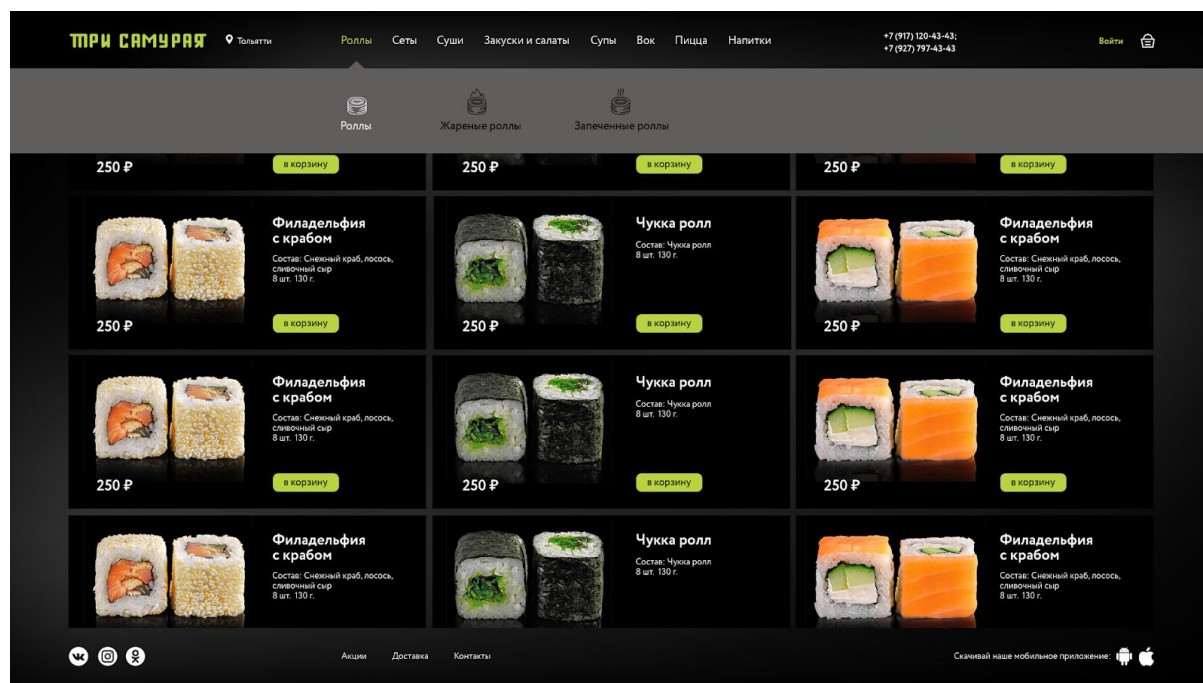 ТРИ САМУРАЯ
Тольятти
Роллы Сеты Суши Закуски и салаты Супы Вок Пицца Напитки
+7 (917) 120-43-43;
+7 (927) 797-43-43
Войти
Роллы Жареные роллы Запеченные роллы
250 ₽ в корзину 250 ₽ в корзину 250 ₽ в корзину
Филадельфия
с крабом
Состав: Снежный краб, лосось,
сливочный сыр
8 шт. 130 г.
250 ₽ в корзину
Чукка ролл
Состав: Чукка ролл
8 шт. 130 г.
250 ₽ в корзину
Филадельфия
с крабом
Состав: Снежный краб, лосось,
сливочный сыр
8 шт. 130 г.
250 ₽ в корзину
Филадельфия
с крабом
Состав: Снежный краб, лосось,
сливочный сыр
8 шт. 130 г.
250 ₽ в корзину
Чукка ролл
Состав: Чукка ролл
8 шт. 130 г.
250 ₽ в корзину
Филадельфия
с крабом
Состав: Снежный краб, лосось,
сливочный сыр
8 шт. 130 г.
250 ₽ в корзину
Филадельфия
с крабом
Состав: Снежный краб, лосось,
сливочный сыр
8 шт. 130 г.
Чукка ролл
Состав: Чукка ролл
8 шт. 130 г.
Филадельфия
с крабом
Состав: Снежный краб, лосось,
сливочный сыр
8 шт. 130 г.
Акции Доставка Контакты
Скачивай наше мобильное приложение: